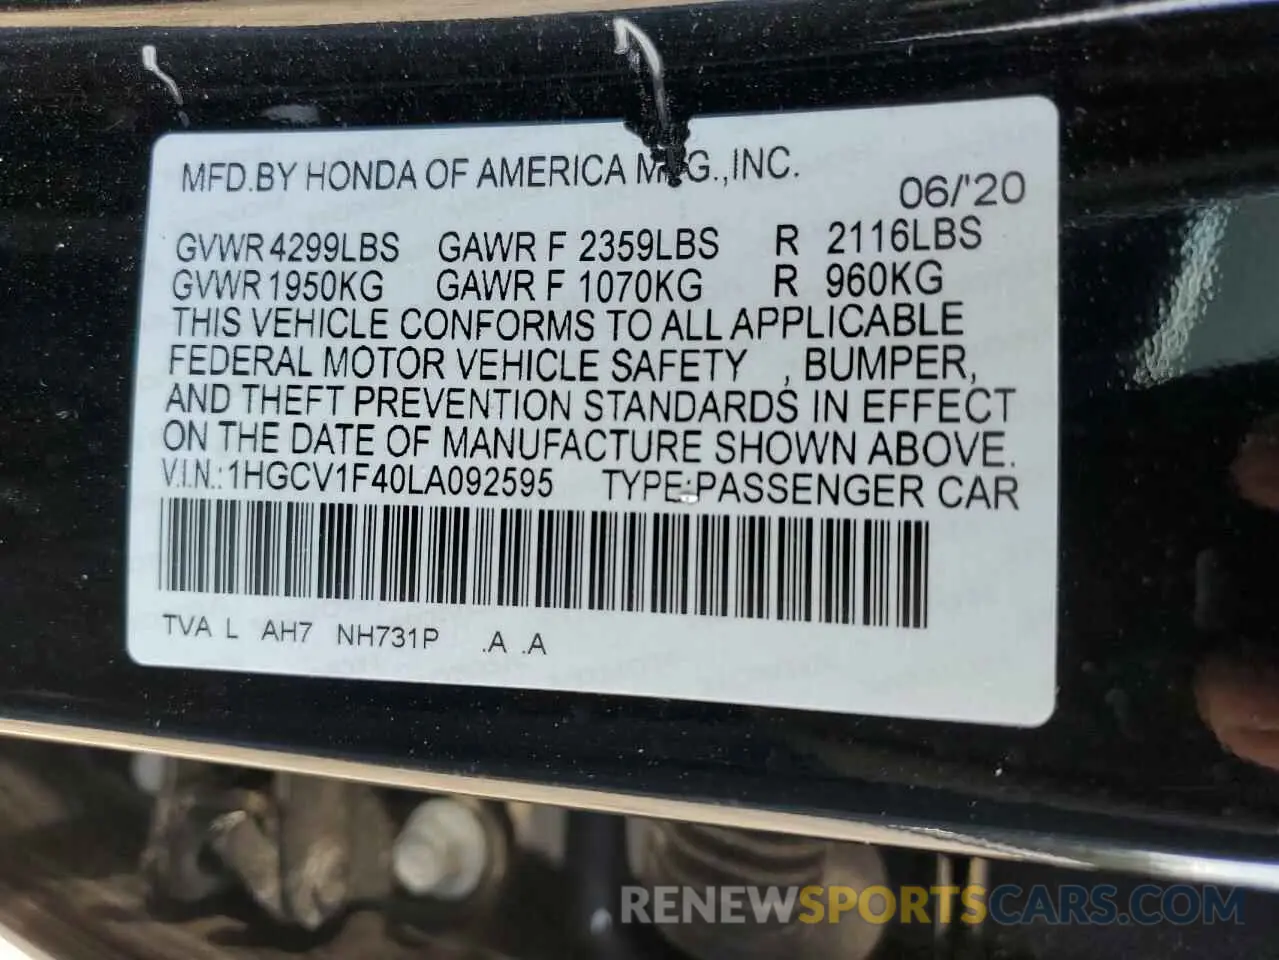 MFD.BY HONDA OF AMERICA MFG.,INC.
06/'20
GVWR 4299LBS GAWR F 2359LBS R 2116LBS
GVWR 1950KG GAWR F 1070KG R 960KG
THIS VEHICLE CONFORMS TO ALL APPLICABLE
FEDERAL MOTOR VEHICLE SAFETY , BUMPER,
AND THEFT PREVENTION STANDARDS IN EFFECT
ON THE DATE OF MANUFACTURE SHOWN ABOVE.
V.I.N.:1HGCV1F40LA092595 TYPE:PASSENGER CAR
TVA L AH7 NH731P .A .A
RENEWSPORTSCARS.COM